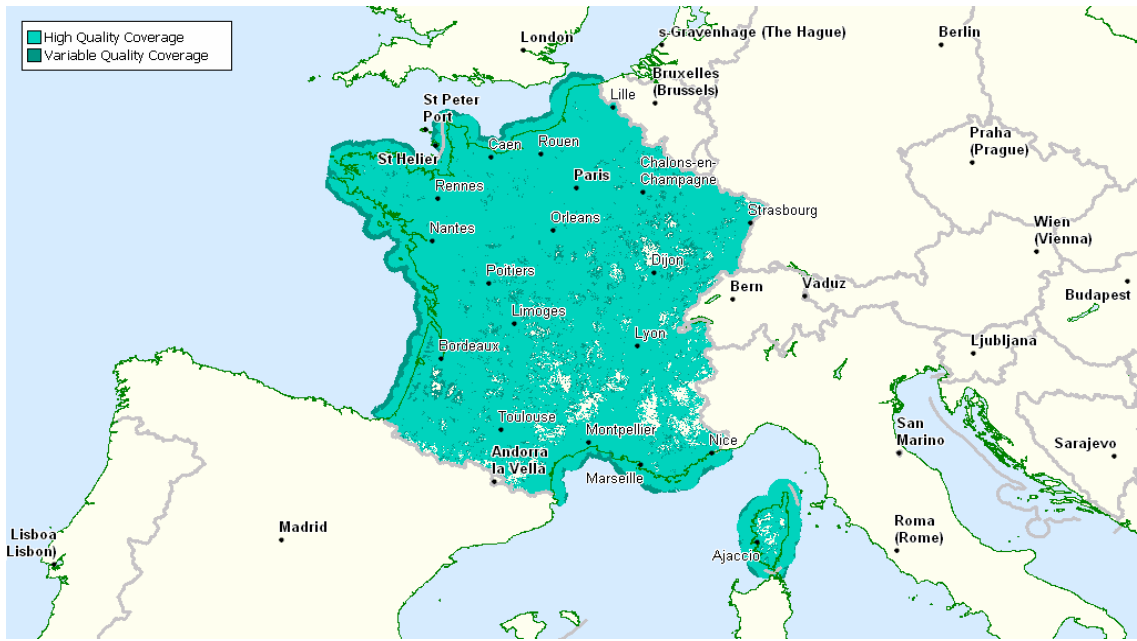 High Quality Coverage
Variable Quality Coverage
London
s-Gravenhage (The Hague)
Berlin
Bruxelles
(Brussels)
Lille
St Peter
Port
St Helier
Caen
Rouen
Praha
(Prague)
Chalons-en-
Champagne
Paris
Rennes
Strasbourg
Orleans
Nantes
Wien
(Vienna)
Dijon
Poitiers
Bern
Vaduz
Budapest
Limoges
Lyon
Ljubljana
Bordeaux
Toulouse
Montpellier
Nice
San
Marino
Sarajevo
Andorra
la Vella
Marseille
Lisboa
Lisbon)
Madrid
Roma
(Rome)
Ajaccio